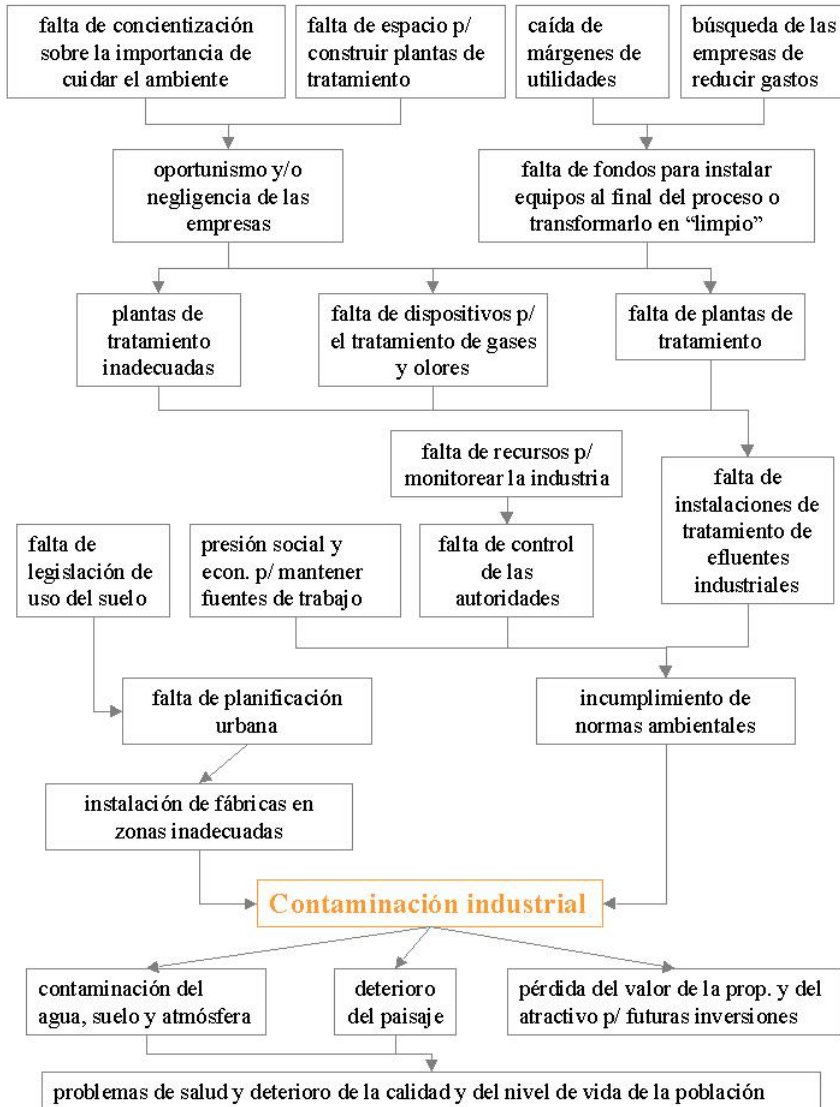 falta de concientización
sobre la importancia de
cuidar el ambiente
falta de espacio p/
construir plantas de
tratamiento
caída de
márgenes de
utilidades
búsqueda de las
empresas de
reducir gastos
oportunismo y/o
negligencia de las
empresas
falta de fondos para instalar
equipos al final del proceso o
transformarlo en “limpio”
plantas de
tratamiento
inadecuadas
falta de dispositivos p/
el tratamiento de gases
y olores
falta de plantas de
tratamiento
falta de recursos p/
monitorear la industria
falta de
instalaciones de
tratamiento de
efluentes
industriales
falta de
legislación de
uso del suelo
presión social y
econ. p/ mantener
fuentes de trabajo
falta de control
de las
autoridades
falta de planificación
urbana
incumplimiento de
normas ambientales
instalación de fábricas en
zonas inadecuadas
Contaminación industrial
contaminación del
agua, suelo y atmósfera
deterioro
del paisaje
pérdida del valor de la prop. y del
atractivo p/ futuras inversiones
problemas de salud y deterioro de la calidad y del nivel de vida de la población